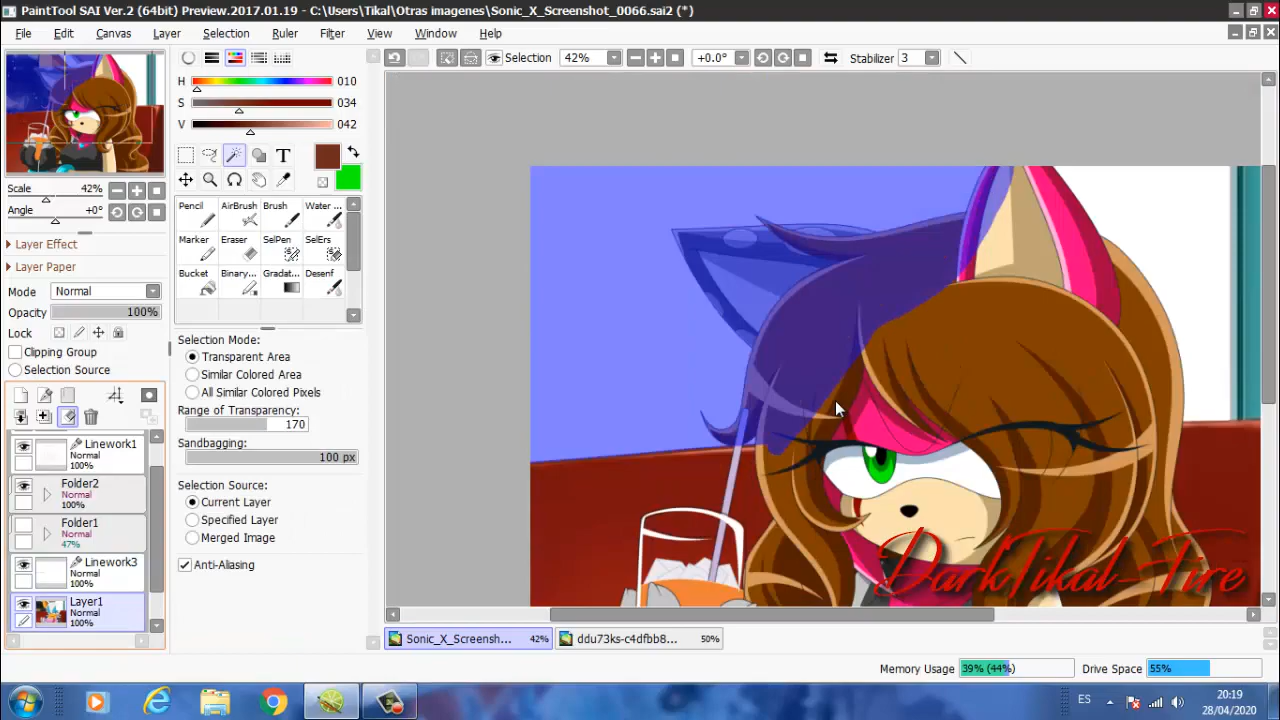 PaintTool SAI Ver.2 (64bit) Preview.2017.01.19 - C:\Users\Tikal\Otras imagenes\Sonic_X_Screenshot_0066.sai2 (*)
File Edit Canvas Layer Selection Ruler Filter View Window Help
Selection 42% +0.0° Stabilizer 3
H 010
S 034
V 042
T
Scale 42%
Angle +0°
Layer Effect
Layer Paper
Mode Normal
Opacity 100%
Lock
Clipping Group
Selection Source
Linework1
Normal
100%
Folder2
Normal
100%
Folder1
Normal
47%
Linework3
Normal
100%
Layer1
Normal
100%
Pencil AirBrush Brush Water ...
Marker Eraser SelPen SelErs
Bucket Binary... Gradat... Desenf
Selection Mode:
Transparent Area
Similar Colored Area
All Similar Colored Pixels
Range of Transparency:
170
Sandbagging:
100 px
Selection Source:
Current Layer
Specified Layer
Merged Image
Anti-Aliasing
DarkTikal-Fire
Sonic_X_Screensh... 42% ddu73ks-c4dfbb8... 50%
Memory Usage 39% (44%) Drive Space 55%
ES 20:19
28/04/2020